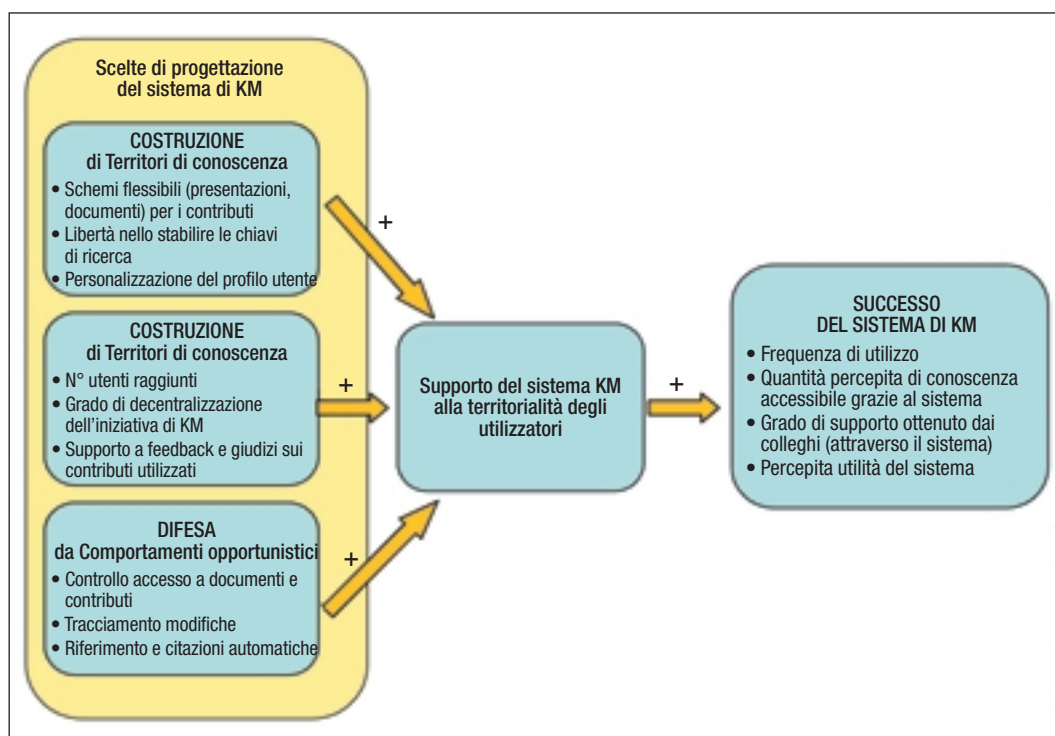 Scelte di progettazione
del sistema di KM
COSTRUZIONE
di Territori di conoscenza
• Schemi flessibili (presentazioni,
documenti) per i contributi
• Libertà nello stabilire le chiavi
di ricerca
• Personalizzazione del profilo utente
+
COSTRUZIONE
di Territori di conoscenza
• N° utenti raggiunti
• Grado di decentralizzazione
dell'iniziativa di KM
• Supporto a feedback e giudizi sui
contributi utilizzati
+
DIFESA
da Comportamenti opportunistici
• Controllo accesso a documenti e
contributi
• Tracciamento modifiche
• Riferimento e citazioni automatiche
+
Supporto del sistema KM
alla territorialità degli
utilizzatori
+
SUCCESSO
DEL SISTEMA DI KM
• Frequenza di utilizzo
• Quantità percepita di conoscenza
accessibile grazie al sistema
• Grado di supporto ottenuto dai
colleghi (attraverso il sistema)
• Percepita utilità del sistema